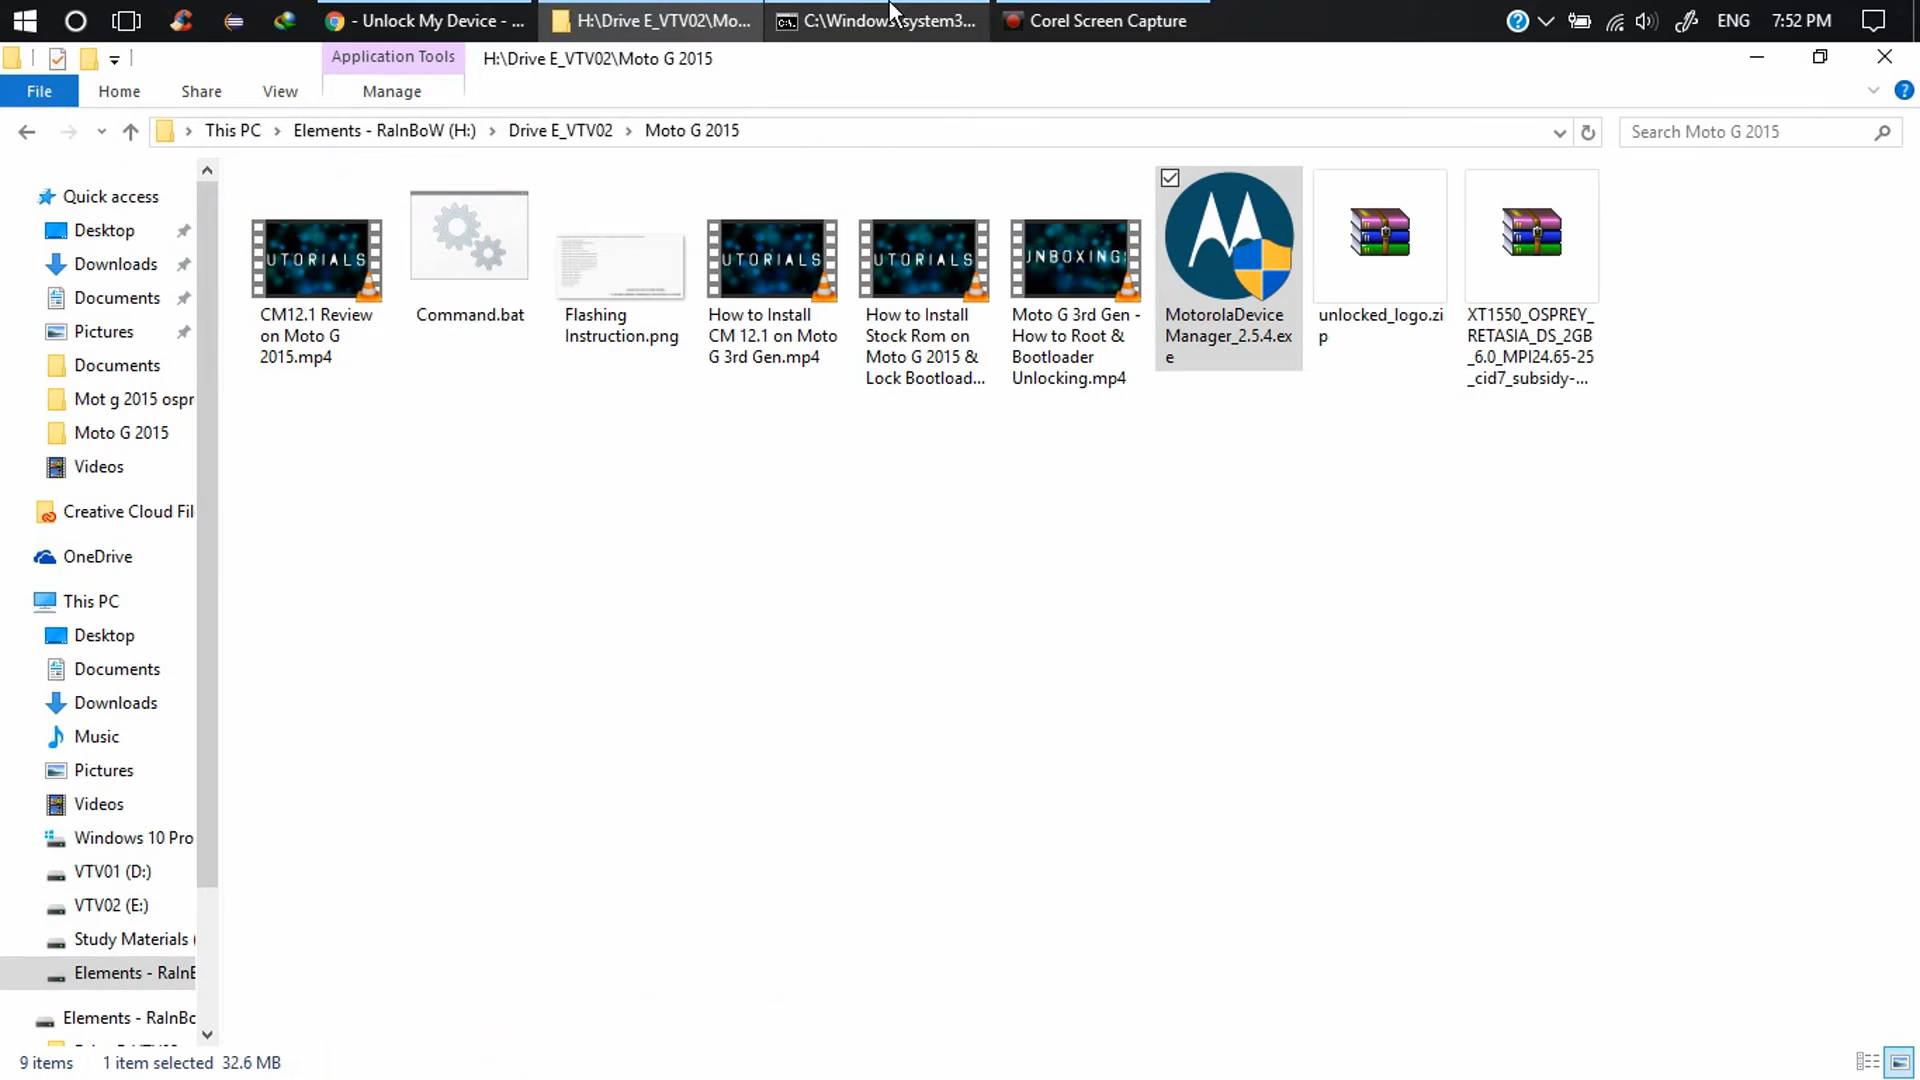 - Unlock My Device - ...
H:\Drive E_VTV02\Mo...
C:\Windows\system3...
Corel Screen Capture
ENG
7:52 PM
Application Tools
H:\Drive E_VTV02\Moto G 2015
File
Home
Share
View
Manage
This PC
Elements - RaInBoW (H:)
Drive E_VTV02
Moto G 2015
Search Moto G 2015
Quick access
Desktop
Downloads
Documents
Pictures
Documents
Mot g 2015 ospr
Moto G 2015
Videos
Creative Cloud Fil
OneDrive
This PC
Desktop
Documents
Downloads
Music
Pictures
Videos
Windows 10 Pro
VTV01 (D:)
VTV02 (E:)
Study Materials (
Elements - RaInB
Elements - RaInBo
UTORIALS
CM12.1 Review
on Moto G
2015.mp4
Command.bat
Flashing
Instruction.png
UTORIALS
How to Install
CM 12.1 on Moto
G 3rd Gen.mp4
UTORIALS
How to Install
Stock Rom on
Moto G 2015 &
Lock Bootload...
UNBOXING
Moto G 3rd Gen -
How to Root &
Bootloader
Unlocking.mp4
MotorolaDevice
Manager_2.5.4.ex
e
unlocked_logo.zi
p
XT1550_OSPREY_
RETASIA_DS_2GB
_6.0_MPI24.65-25
_cid7_subsidy-...
9 items
1 item selected 32.6 MB